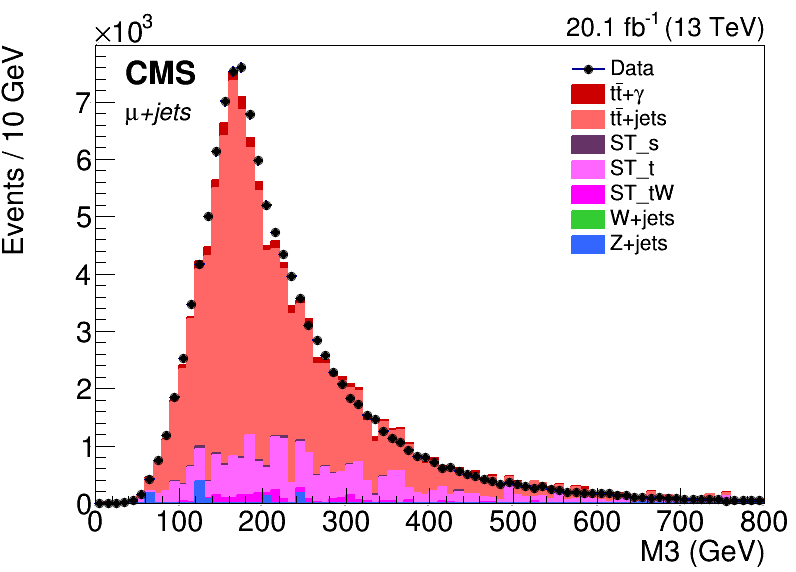 ×10³
20.1 fb⁻¹ (13 TeV)
CMS
μ+jets
Data
tt̄+γ
tt̄+jets
ST_s
ST_t
ST_tW
W+jets
Z+jets
Events / 10 GeV
7
6
5
4
3
2
1
0
0 100 200 300 400 500 600 700 800
M3 (GeV)